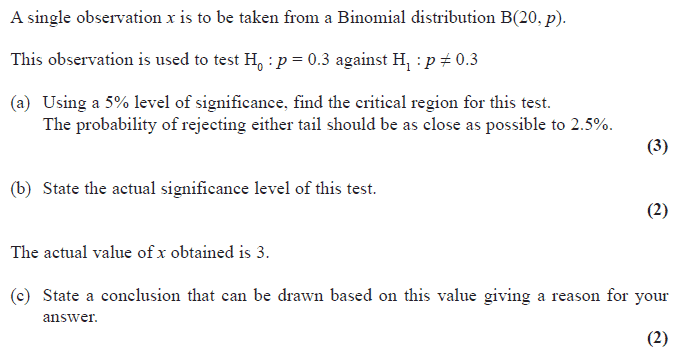 A single observation x is to be taken from a Binomial distribution B(20, p).
This observation is used to test H₀ : p = 0.3 against H₁ : p ≠ 0.3
(a) Using a 5% level of significance, find the critical region for this test.
The probability of rejecting either tail should be as close as possible to 2.5%.
(3)
(b) State the actual significance level of this test.
(2)
The actual value of x obtained is 3.
(c) State a conclusion that can be drawn based on this value giving a reason for your
answer.
(2)